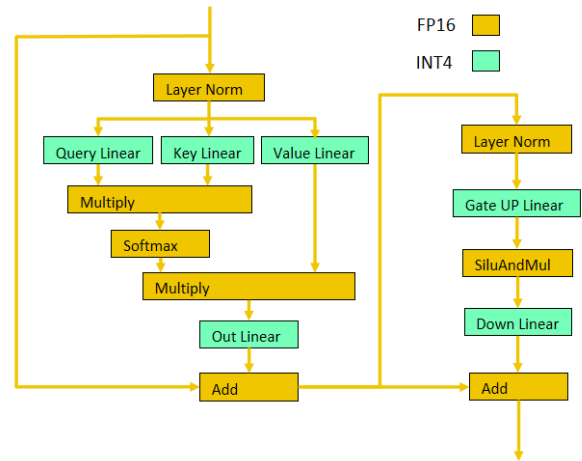 FP16
INT4
Layer Norm
Query Linear
Key Linear
Value Linear
Multiply
Softmax
Multiply
Out Linear
Add
Layer Norm
Gate UP Linear
SiluAndMul
Down Linear
Add